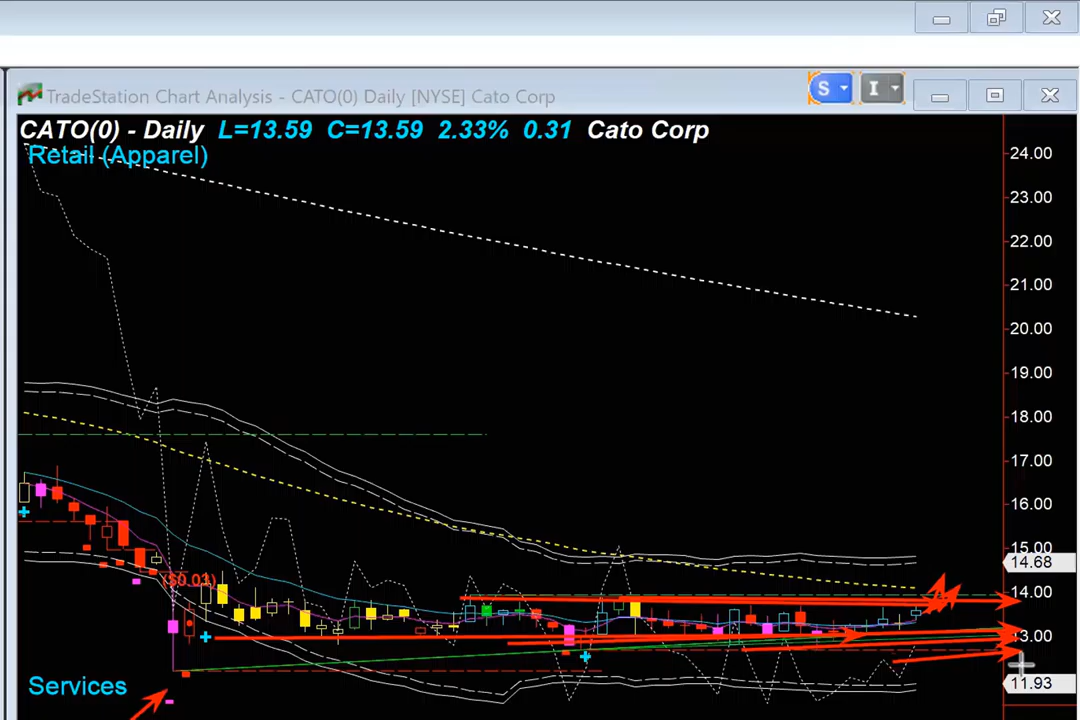 TradeStation Chart Analysis - CATO(0) Daily [NYSE] Cato Corp
S
I
CATO(0) - Daily L=13.59 C=13.59 2.33% 0.31 Cato Corp
Retail (Apparel)
24.00
23.00
22.00
21.00
20.00
19.00
18.00
17.00
16.00
15.00
14.68
($0.03)
14.00
13.00
Services
11.93